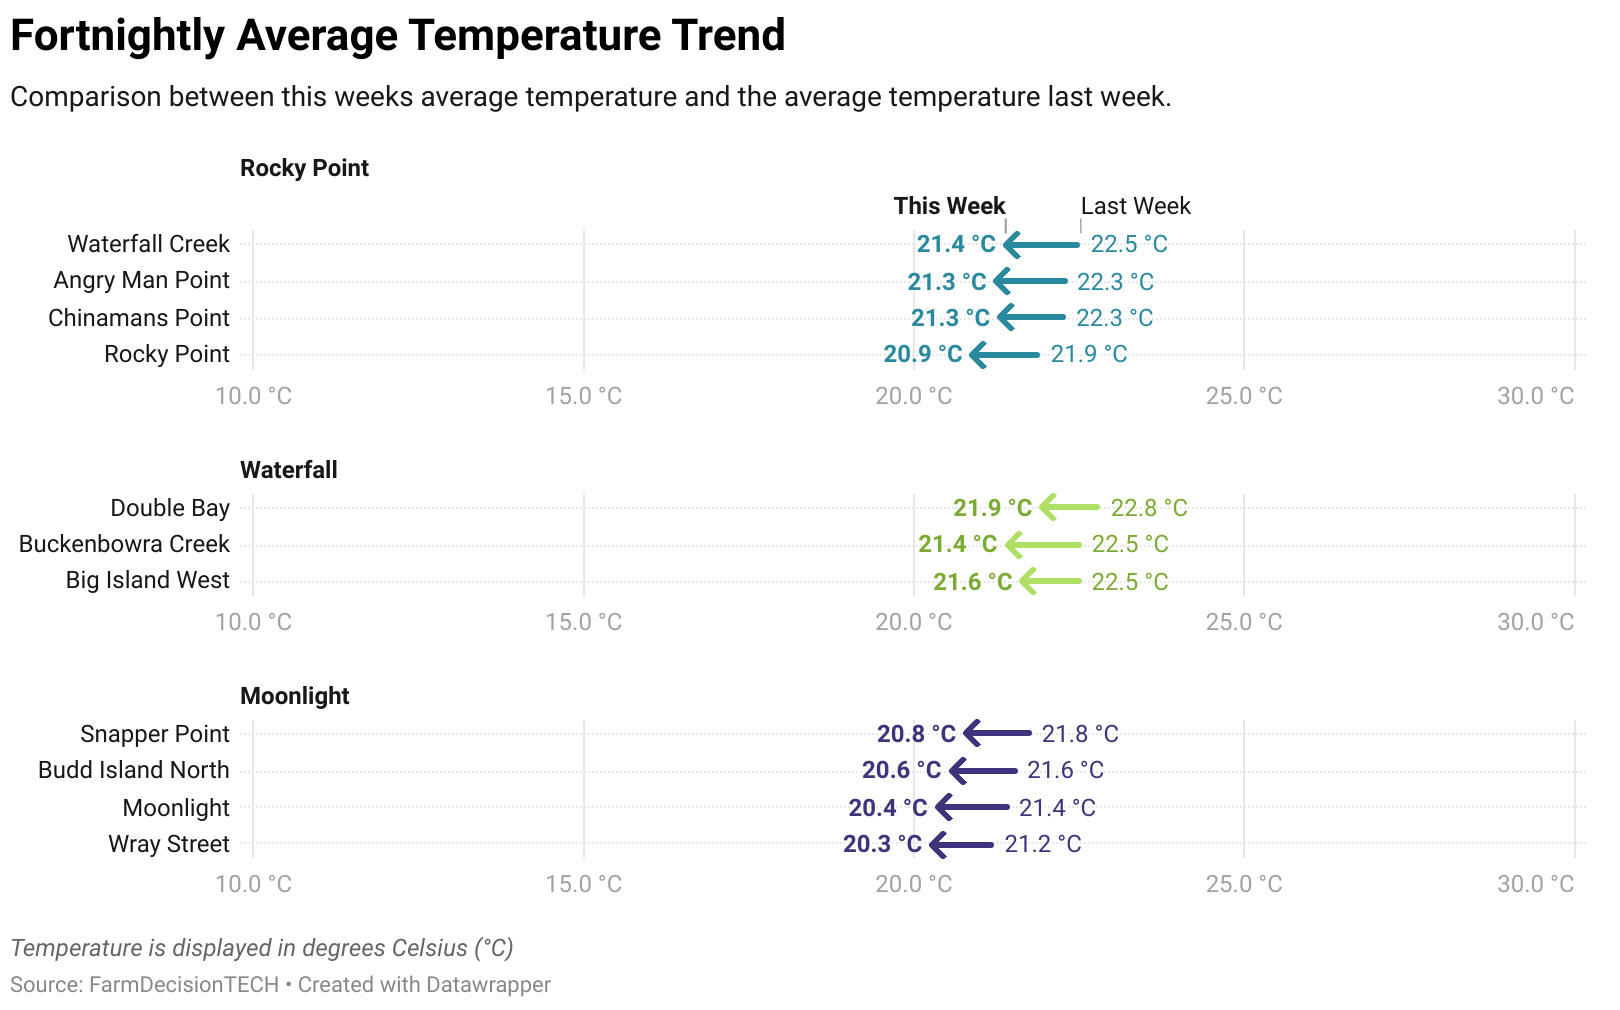 Fortnightly Average Temperature Trend
Comparison between this weeks average temperature and the average temperature last week.
Rocky Point
This Week Last Week
Waterfall Creek 21.4 °C 22.5 °C
Angry Man Point 21.3 °C 22.3 °C
Chinamans Point 21.3 °C 22.3 °C
Rocky Point 20.9 °C 21.9 °C
10.0 °C 15.0 °C 20.0 °C 25.0 °C 30.0 °C
Waterfall
Double Bay 21.9 °C 22.8 °C
Buckenbowra Creek 21.4 °C 22.5 °C
Big Island West 21.6 °C 22.5 °C
10.0 °C 15.0 °C 20.0 °C 25.0 °C 30.0 °C
Moonlight
Snapper Point 20.8 °C 21.8 °C
Budd Island North 20.6 °C 21.6 °C
Moonlight 20.4 °C 21.4 °C
Wray Street 20.3 °C 21.2 °C
10.0 °C 15.0 °C 20.0 °C 25.0 °C 30.0 °C
Temperature is displayed in degrees Celsius (°C)
Source: FarmDecisionTECH • Created with Datawrapper